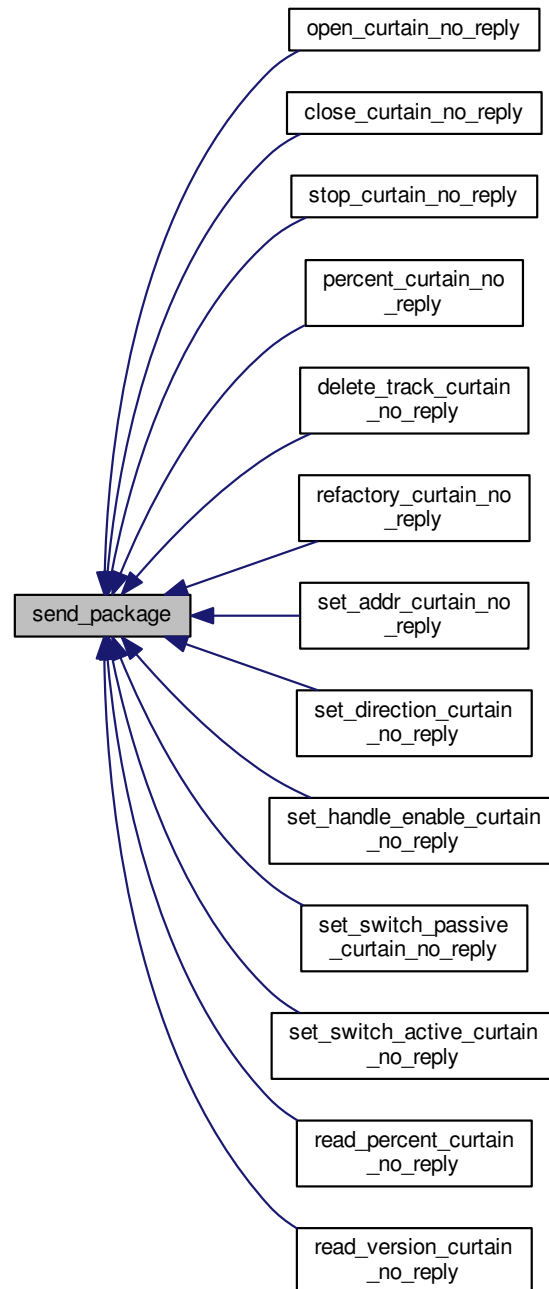 open_curtain_no_reply
close_curtain_no_reply
stop_curtain_no_reply
percent_curtain_no
_reply
delete_track_curtain
_no_reply
refactory_curtain_no
_reply
send_package
set_addr_curtain_no
_reply
set_direction_curtain
_no_reply
set_handle_enable_curtain
_no_reply
set_switch_passive
_curtain_no_reply
set_switch_active_curtain
_no_reply
read_percent_curtain
_no_reply
read_version_curtain
_no_reply